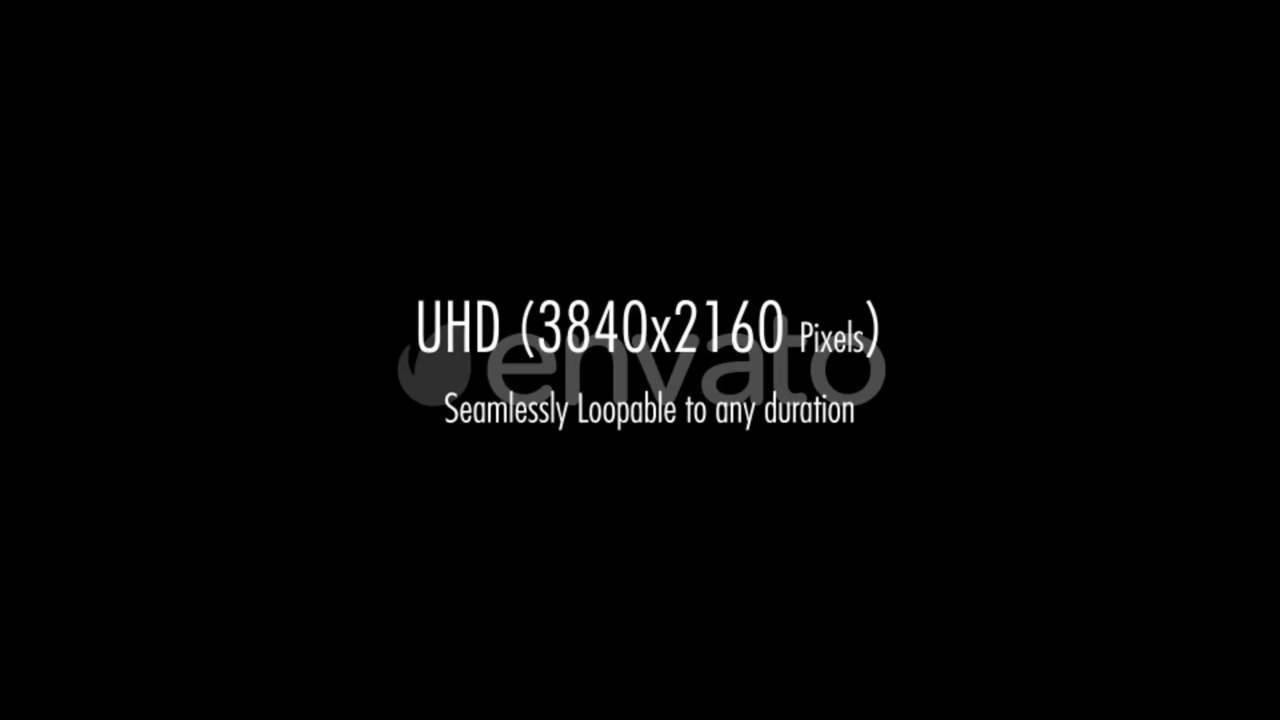 UHD (3840x2160 Pixels)
envato
Seamlessly Loopable to any duration